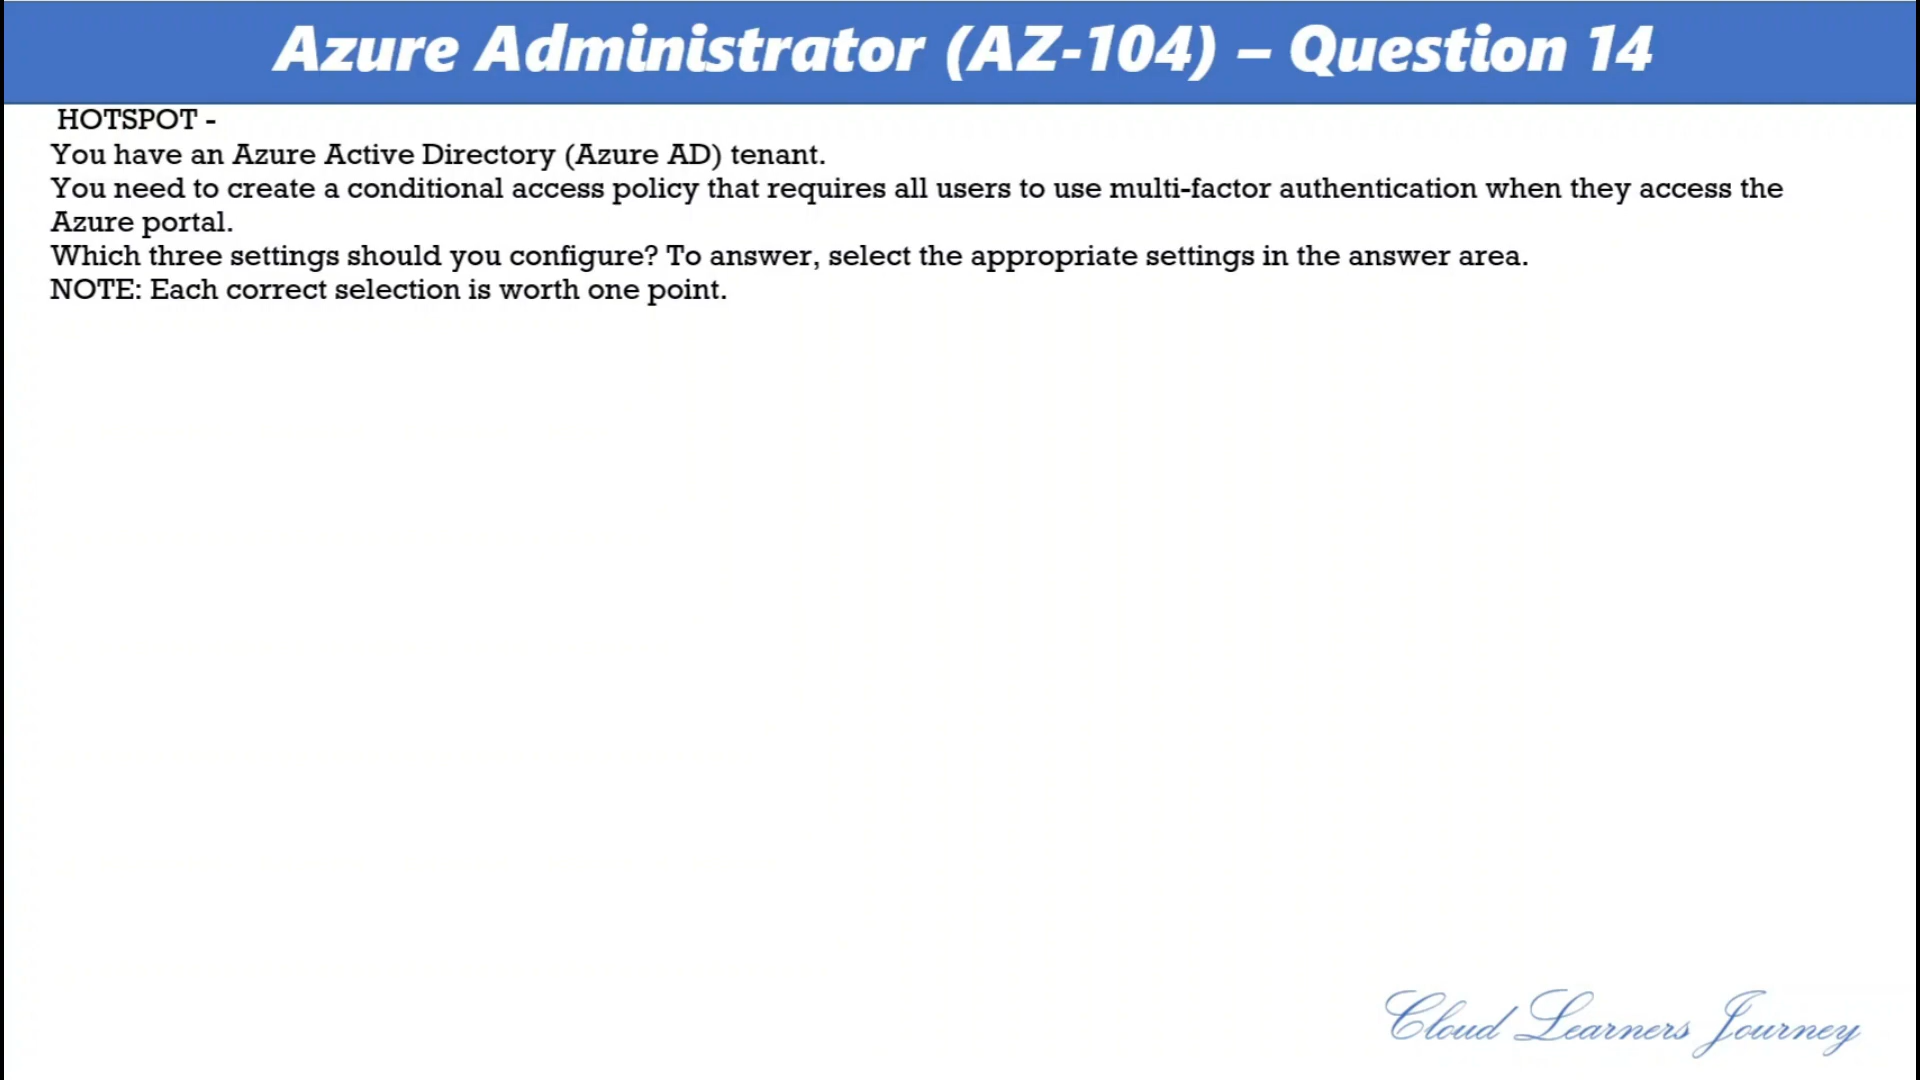 Azure Administrator (AZ-104) – Question 14
HOTSPOT -
You have an Azure Active Directory (Azure AD) tenant.
You need to create a conditional access policy that requires all users to use multi-factor authentication when they access the
Azure portal.
Which three settings should you configure? To answer, select the appropriate settings in the answer area.
NOTE: Each correct selection is worth one point.
Cloud Learners Journey